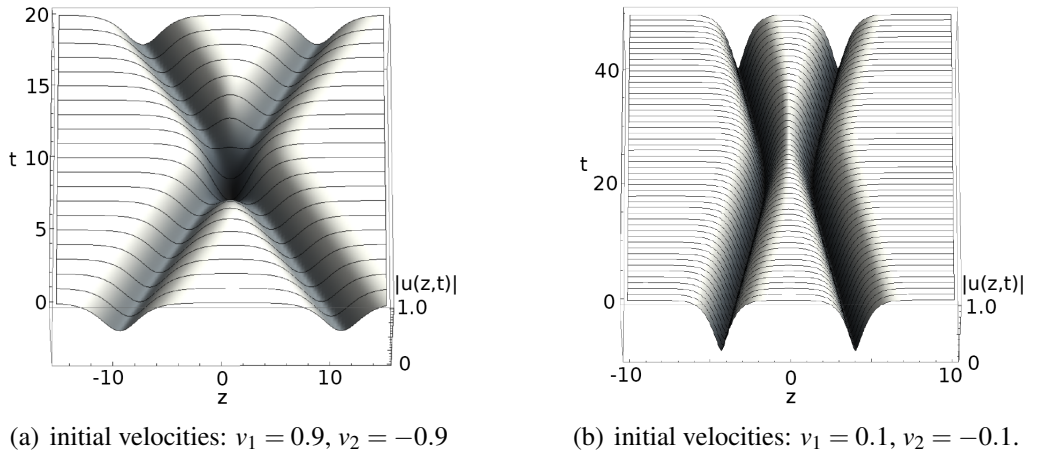 20
15
t 10
5
0
|u(z,t)|
1.0
0
-10 0 10
z
(a) initial velocities: v₁ = 0.9, v₂ = −0.9
40
t
20
0
|u(z,t)|
1.0
0
-10 0 10
z
(b) initial velocities: v₁ = 0.1, v₂ = −0.1.